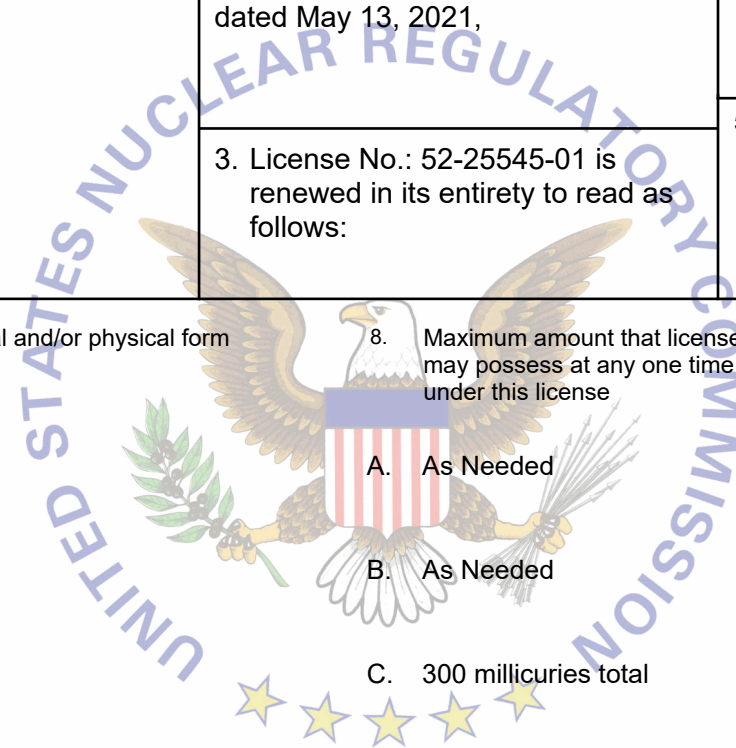 dated May 13, 2021,
3. License No.: 52-25545-01 is
renewed in its entirety to read as
follows:
and/or physical form
8. Maximum amount that
may possess at any one time
under this license
A. As Needed
B. As Needed
C. 300 millicuries total
UNITED STATES NUCLEAR REGULATORY COMMISSION